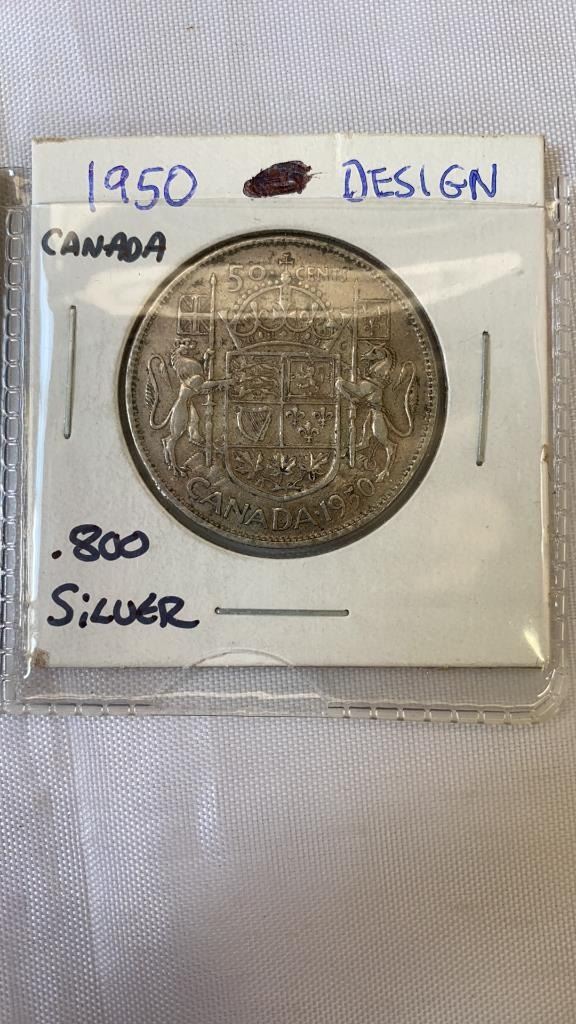 1950 DESIGN
CANADA
50 CENTS
CANADA·1950
.800
SILVER